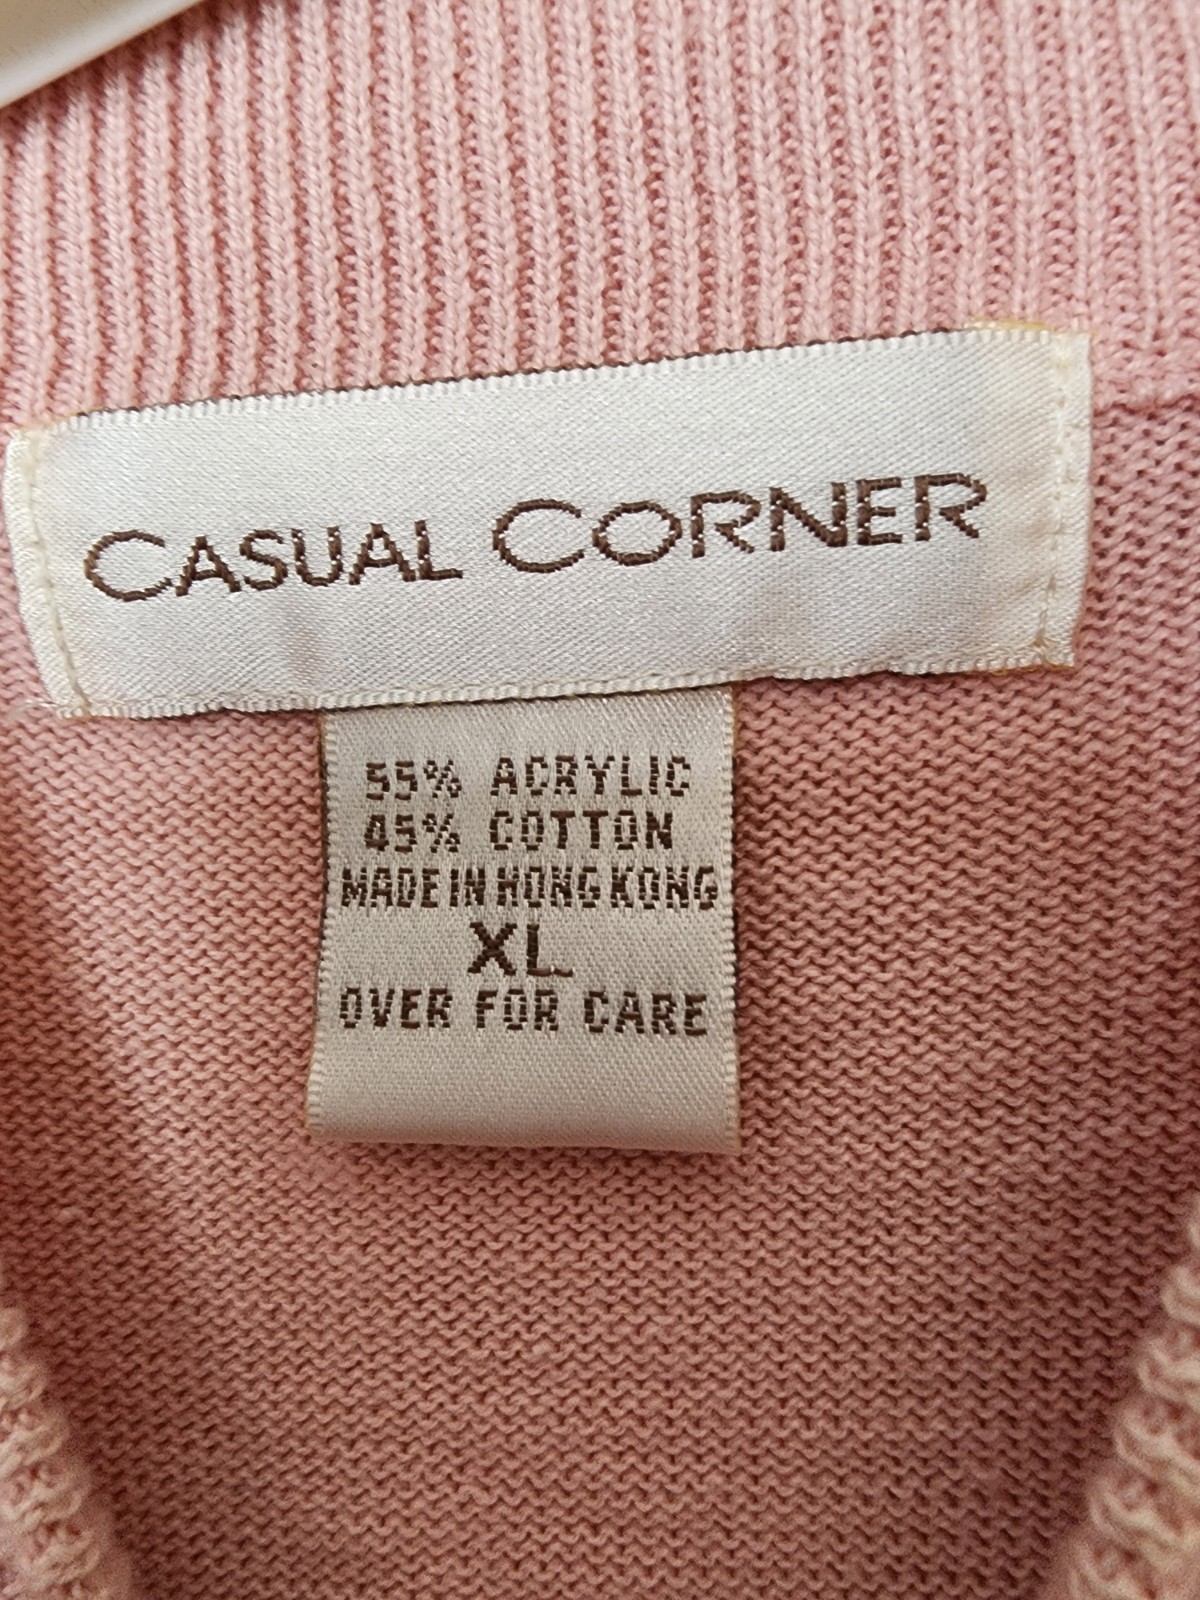 CASUAL CORNER
55% ACRYLIC
45% COTTON
MADE IN HONG KONG
XL
OVER FOR CARE